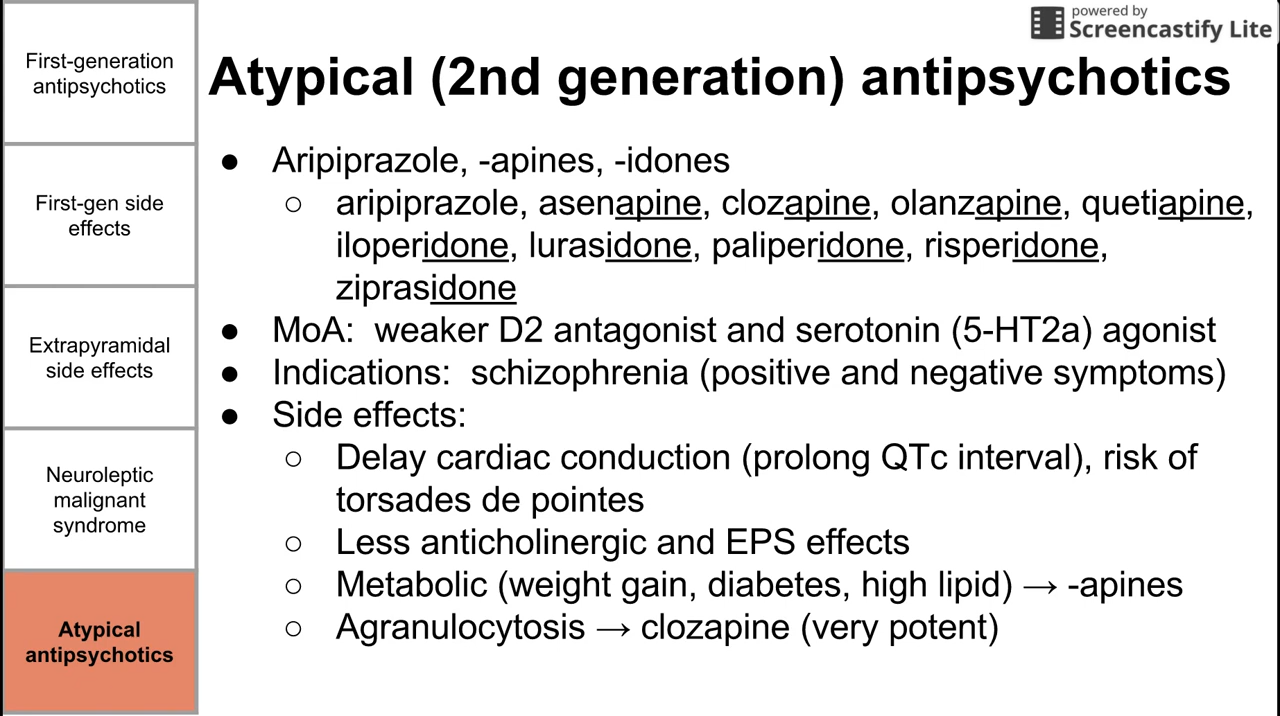 powered by
Screencastify Lite
First-generation
antipsychotics
First-gen side
effects
Extrapyramidal
side effects
Neuroleptic
malignant
syndrome
Atypical
antipsychotics
Atypical (2nd generation) antipsychotics
● Aripiprazole, -apines, -idones
○ aripiprazole, asenapine, clozapine, olanzapine, quetiapine,
iloperidone, lurasidone, paliperidone, risperidone,
ziprasidone
● MoA: weaker D2 antagonist and serotonin (5-HT2a) agonist
● Indications: schizophrenia (positive and negative symptoms)
● Side effects:
○ Delay cardiac conduction (prolong QTc interval), risk of
torsades de pointes
○ Less anticholinergic and EPS effects
○ Metabolic (weight gain, diabetes, high lipid) → -apines
○ Agranulocytosis → clozapine (very potent)